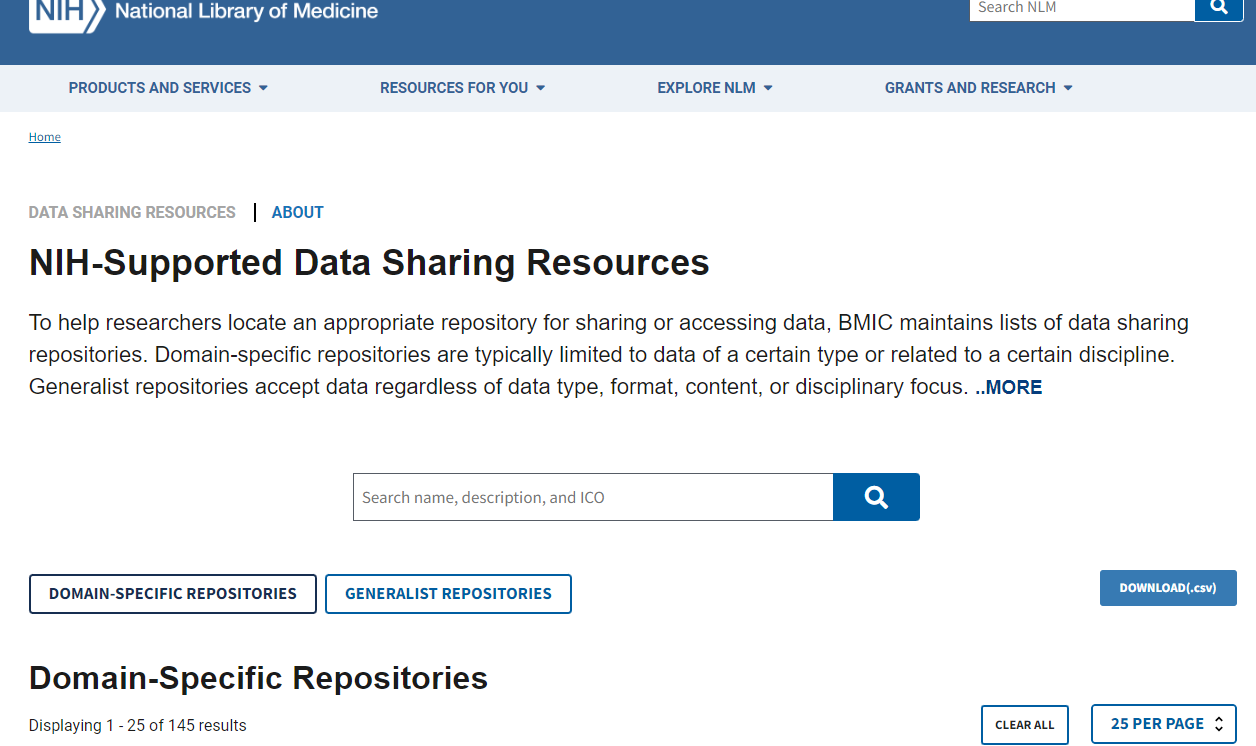 NIH National Library of Medicine
Search NLM
PRODUCTS AND SERVICES RESOURCES FOR YOU EXPLORE NLM GRANTS AND RESEARCH
Home
DATA SHARING RESOURCES | ABOUT
NIH-Supported Data Sharing Resources
To help researchers locate an appropriate repository for sharing or accessing data, BMIC maintains lists of data sharing
repositories. Domain-specific repositories are typically limited to data of a certain type or related to a certain discipline.
Generalist repositories accept data regardless of data type, format, content, or disciplinary focus. ..MORE
Search name, description, and ICO
DOMAIN-SPECIFIC REPOSITORIES GENERALIST REPOSITORIES DOWNLOAD(.csv)
Domain-Specific Repositories
Displaying 1 - 25 of 145 results CLEAR ALL 25 PER PAGE